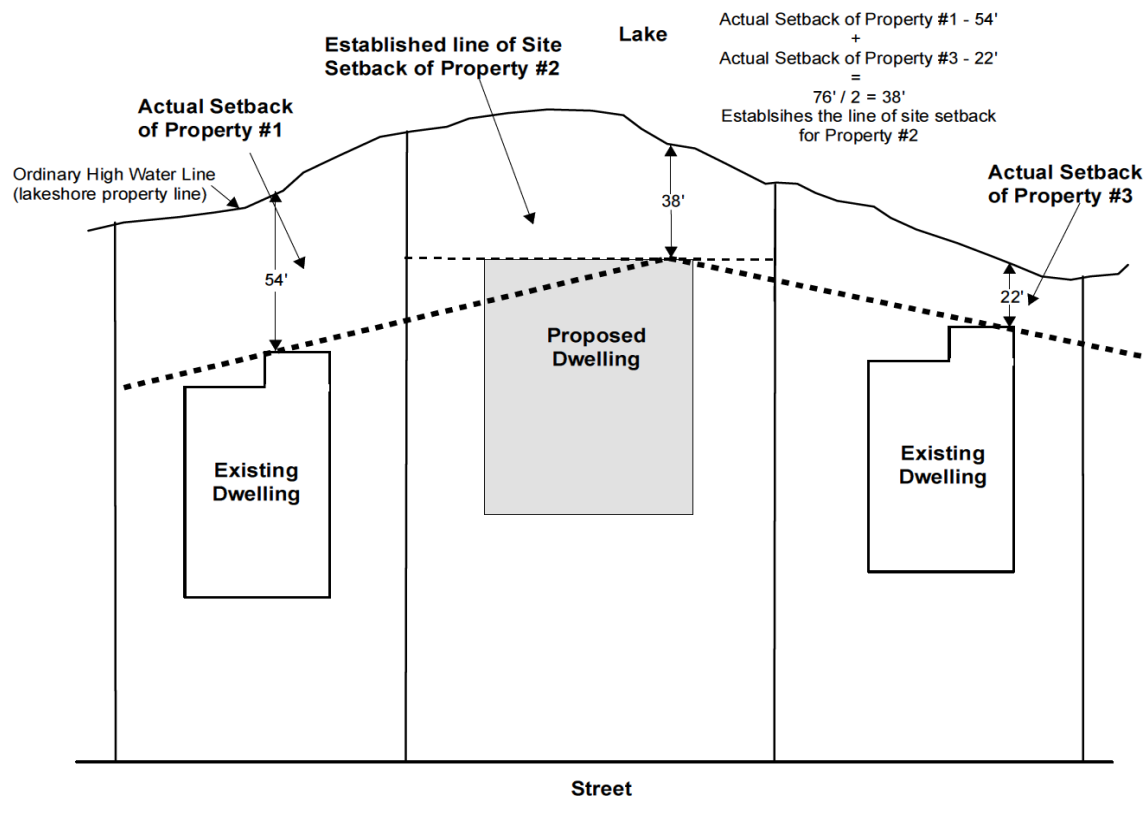 Lake
Actual Setback of Property #1 - 54'
+
Actual Setback of Property #3 - 22'
=
76' / 2 = 38'
Establsihes the line of site setback
for Property #2
Established line of Site
Setback of Property #2
Actual Setback
of Property #1
Ordinary High Water Line
(lakeshore property line)
Actual Setback
of Property #3
38'
54'
22'
Proposed
Dwelling
Existing
Dwelling
Existing
Dwelling
Street